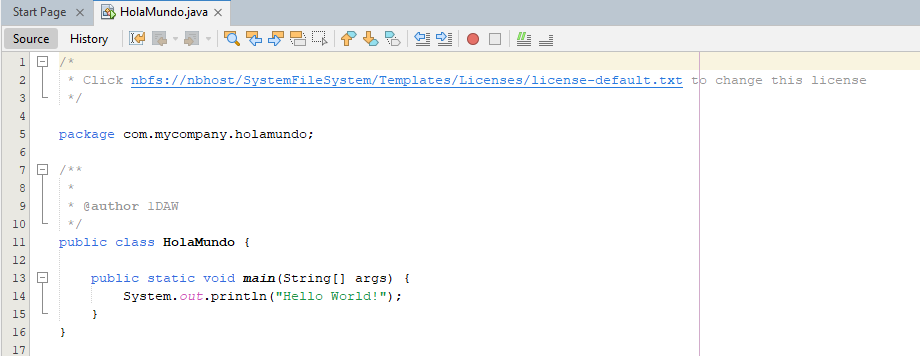 Start Page HolaMundo.java
Source History
1 /*
2  * Click nbfs://nbhost/SystemFileSystem/Templates/Licenses/license-default.txt to change this license
3  */
4
5 package com.mycompany.holamundo;
6
7 /**
8  *
9  * @author 1DAW
10  */
11 public class HolaMundo {
12
13     public static void main(String[] args) {
14         System.out.println("Hello World!");
15     }
16 }
17